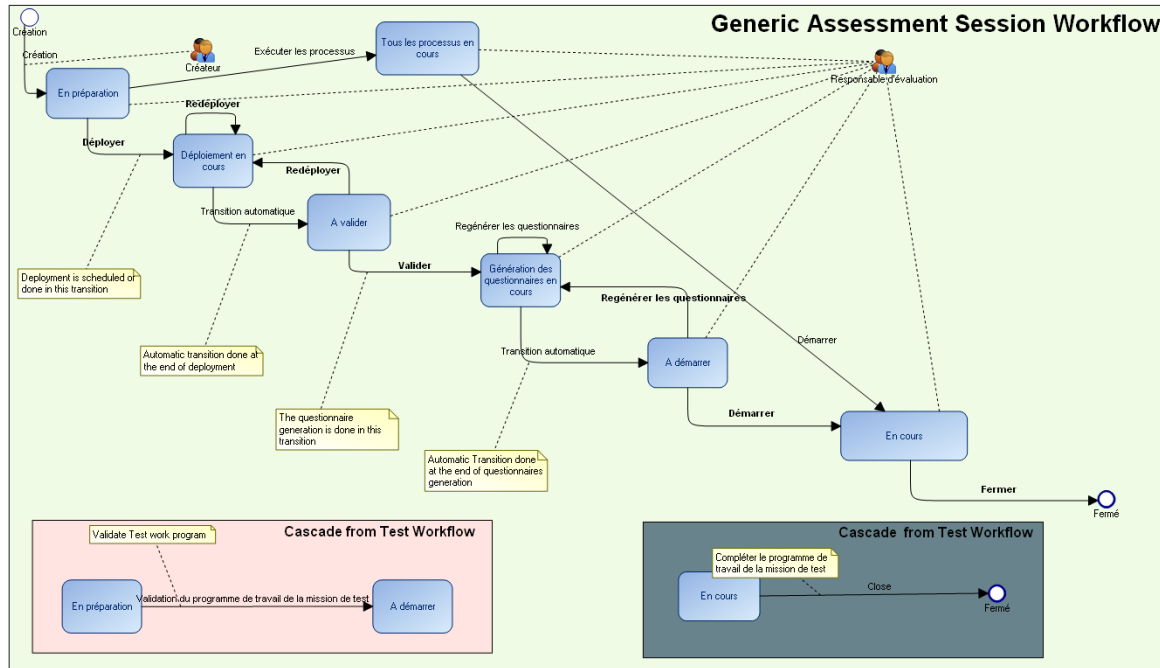 Generic Assessment Session Workflow
Création
Création
Créateur
Exécuter les processus
Tous les processus en
cours
Responsable d'évaluation
En préparation
Redéployer
Déployer
Déploiement en
cours
Redéployer
Transition automatique
A valider
Regénérer les questionnaires
Valider
Génération des
questionnaires en
cours
Deployment is scheduled or
done in this transition
Regénérer les questionnaires
Transition automatique
Démarrer
Automatic transition done at
the end of deployment
A démarrer
The questionnaire
generation is done in this
transition
Démarrer
En cours
Automatic Transition done
at the end of questionnaires
generation
Fermer
Fermé
Cascade from Test Workflow
Validate Test work program
En préparation
Validation du programme de travail de la mission de test
A démarrer
Cascade from Test Workflow
Compléter le programme de
travail de la mission de test
En cours
Close
Fermé